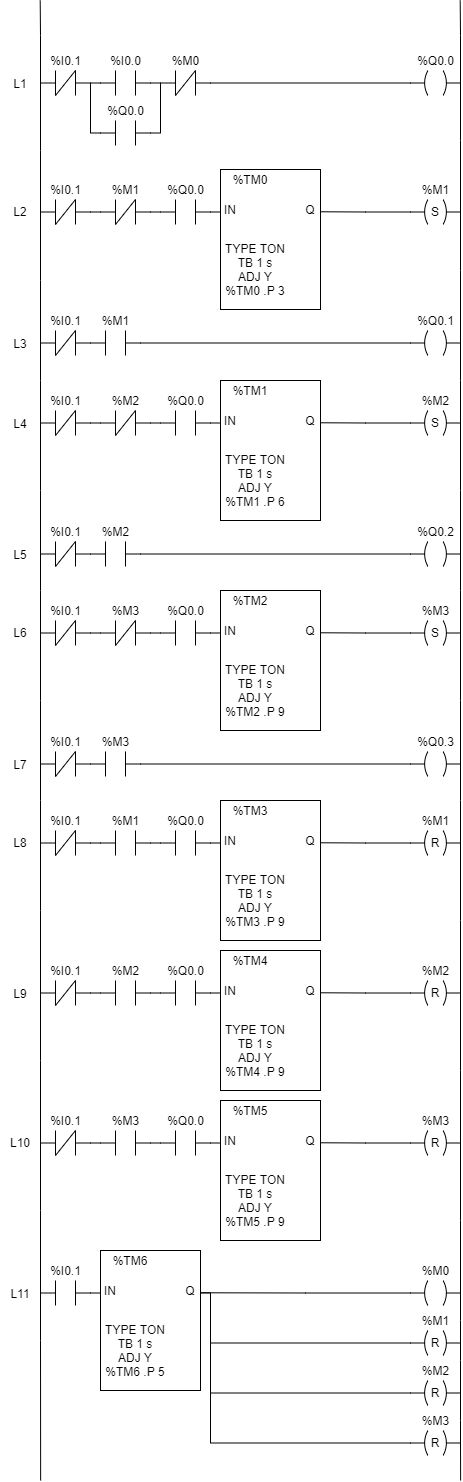 %I0.1 %I0.0 %M0 %Q0.0
L1
%Q0.0
%TM0
%I0.1 %M1 %Q0.0 %M1
L2 IN Q S
TYPE TON
TB 1 s
ADJ Y
%TM0 .P 3
%I0.1 %M1 %Q0.1
L3
%TM1
%I0.1 %M2 %Q0.0 %M2
L4 IN Q S
TYPE TON
TB 1 s
ADJ Y
%TM1 .P 6
%I0.1 %M2 %Q0.2
L5
%TM2
%I0.1 %M3 %Q0.0 %M3
L6 IN Q S
TYPE TON
TB 1 s
ADJ Y
%TM2 .P 9
%I0.1 %M3 %Q0.3
L7
%TM3
%I0.1 %M1 %Q0.0 %M1
L8 IN Q R
TYPE TON
TB 1 s
ADJ Y
%TM3 .P 9
%TM4
%I0.1 %M2 %Q0.0 %M2
L9 IN Q R
TYPE TON
TB 1 s
ADJ Y
%TM4 .P 9
%TM5
%I0.1 %M3 %Q0.0 %M3
L10 IN Q R
TYPE TON
TB 1 s
ADJ Y
%TM5 .P 9
%TM6
%I0.1 %M0
L11 IN Q
%M1
TYPE TON
TB 1 s R
ADJ Y
%TM6 .P 5 %M2
R
%M3
R